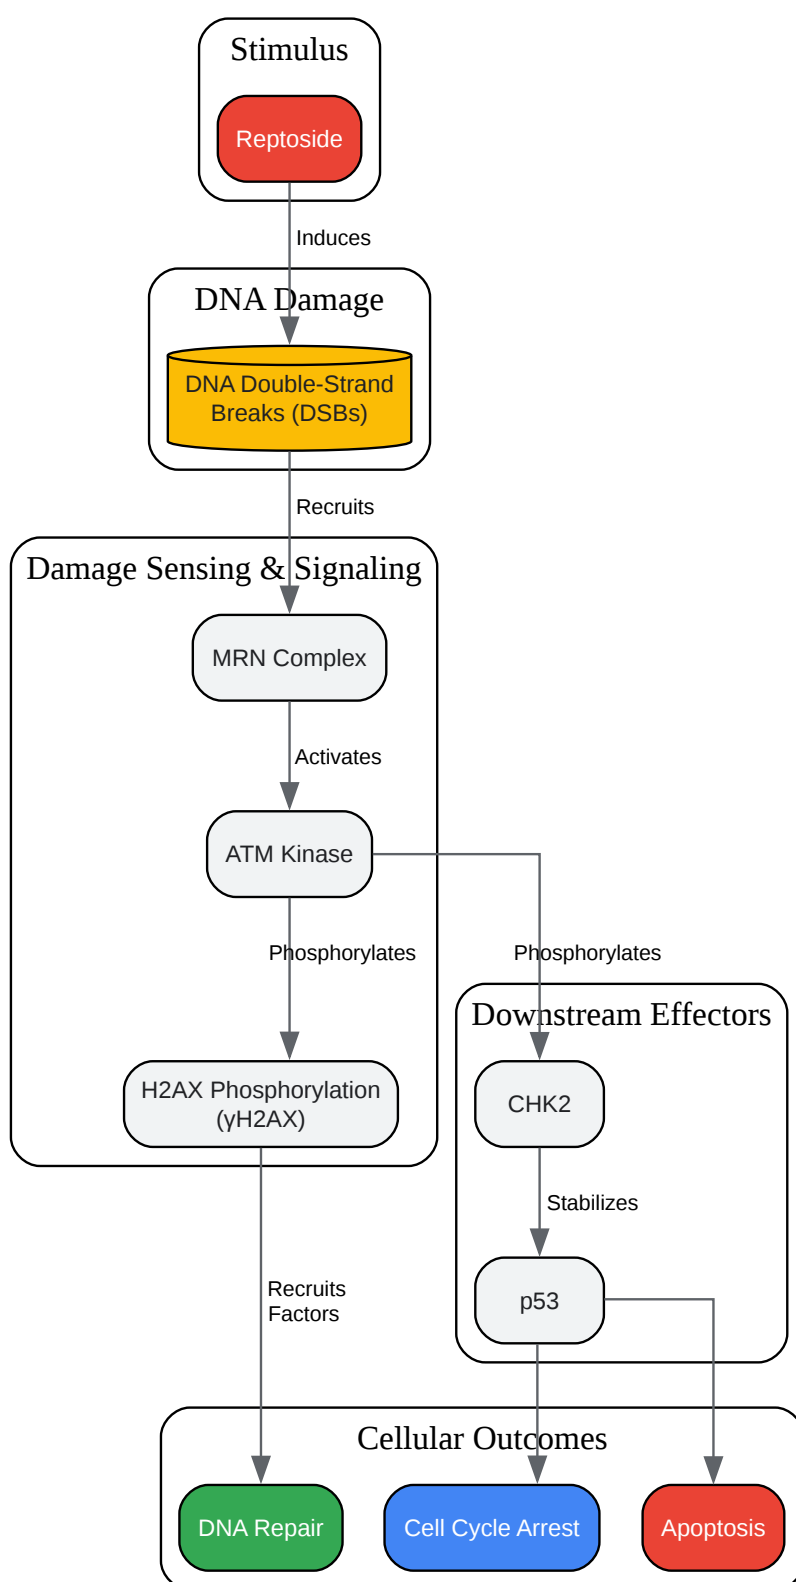 Stimulus
Reptoside
Induces
DNA Damage
DNA Double-Strand
Breaks (DSBs)
Recruits
Damage Sensing & Signaling
MRN Complex
Activates
ATM Kinase
Phosphorylates
Phosphorylates
Downstream Effectors
H2AX Phosphorylation
(γH2AX)
CHK2
Stabilizes
p53
Recruits
Factors
Cellular Outcomes
DNA Repair
Cell Cycle Arrest
Apoptosis